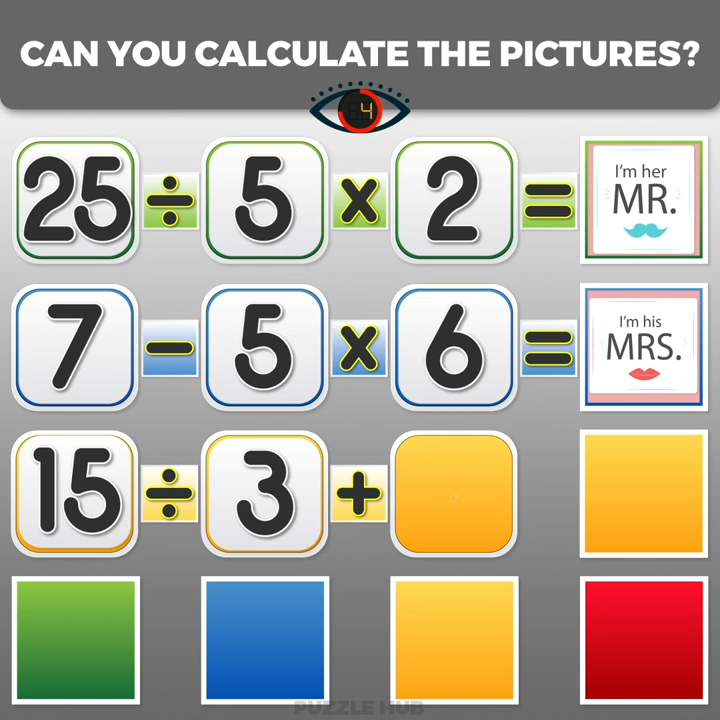 CAN YOU CALCULATE THE PICTURES?
4
25 ÷ 5 x 2 =
I'm her
MR.
7 - 5 x 6 =
I'm his
MRS.
15 ÷ 3 +
PUZZLE HUB